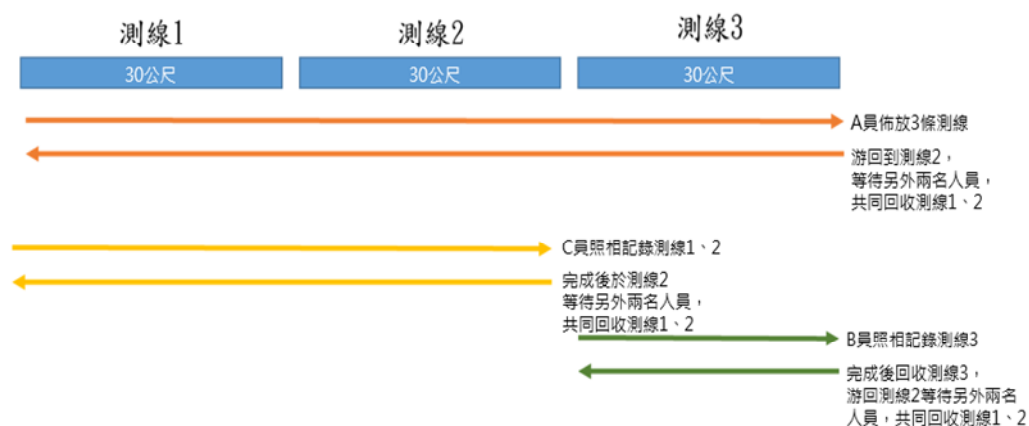 測線1
測線2
測線3
30公尺
30公尺
30公尺
A員佈放3條測線
游回到測線2，
等待另外兩名人員，
共同回收測線1、2
C員照相記錄測線1、2
完成後於測線2
等待另外兩名人員，
共同回收測線1、2
B員照相記錄測線3
完成後回收測線3，
游回測線2等待另外兩名
人員，共同回收測線1、2